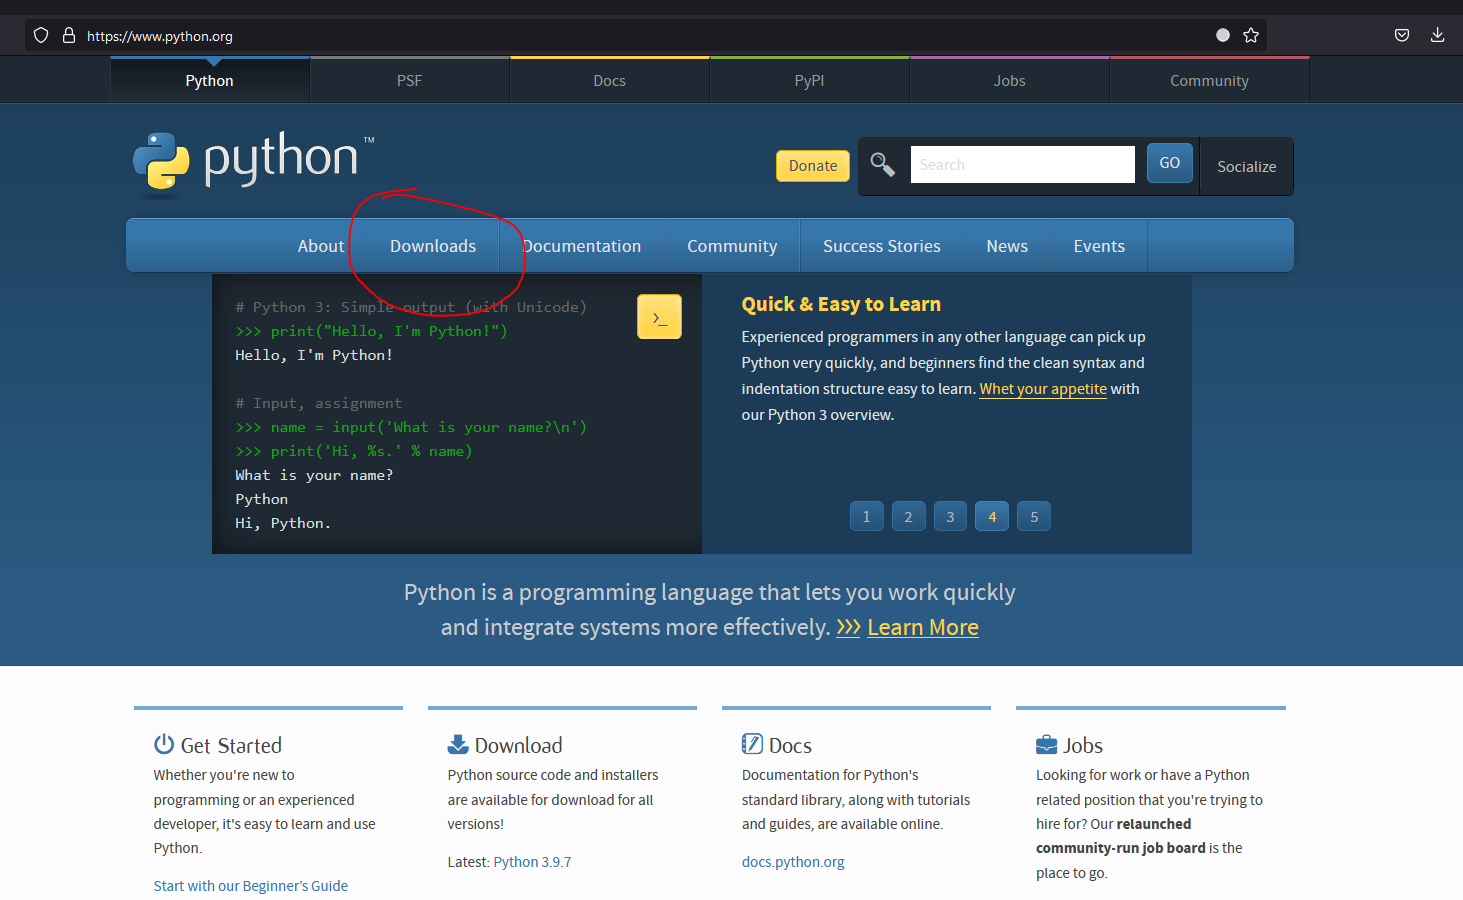 https://www.python.org
Python
PSF
Docs
PyPI
Jobs
Community
python™
Donate
Search
GO
Socialize
About
Downloads
Documentation
Community
Success Stories
News
Events
# Python 3: Simple output (with Unicode)
>>> print("Hello, I'm Python!")
Hello, I'm Python!
# Input, assignment
>>> name = input('What is your name?\n')
>>> print('Hi, %s.' % name)
What is your name?
Python
Hi, Python.
>_
Quick & Easy to Learn
Experienced programmers in any other language can pick up
Python very quickly, and beginners find the clean syntax and
indentation structure easy to learn. Whet your appetite with
our Python 3 overview.
1
2
3
4
5
Python is a programming language that lets you work quickly
and integrate systems more effectively. >>> Learn More
Get Started
Whether you're new to
programming or an experienced
developer, it's easy to learn and use
Python.
Start with our Beginner’s Guide
Download
Python source code and installers
are available for download for all
versions!
Latest: Python 3.9.7
Docs
Documentation for Python's
standard library, along with tutorials
and guides, are available online.
docs.python.org
Jobs
Looking for work or have a Python
related position that you're trying to
hire for? Our relaunched
community-run job board is the
place to go.